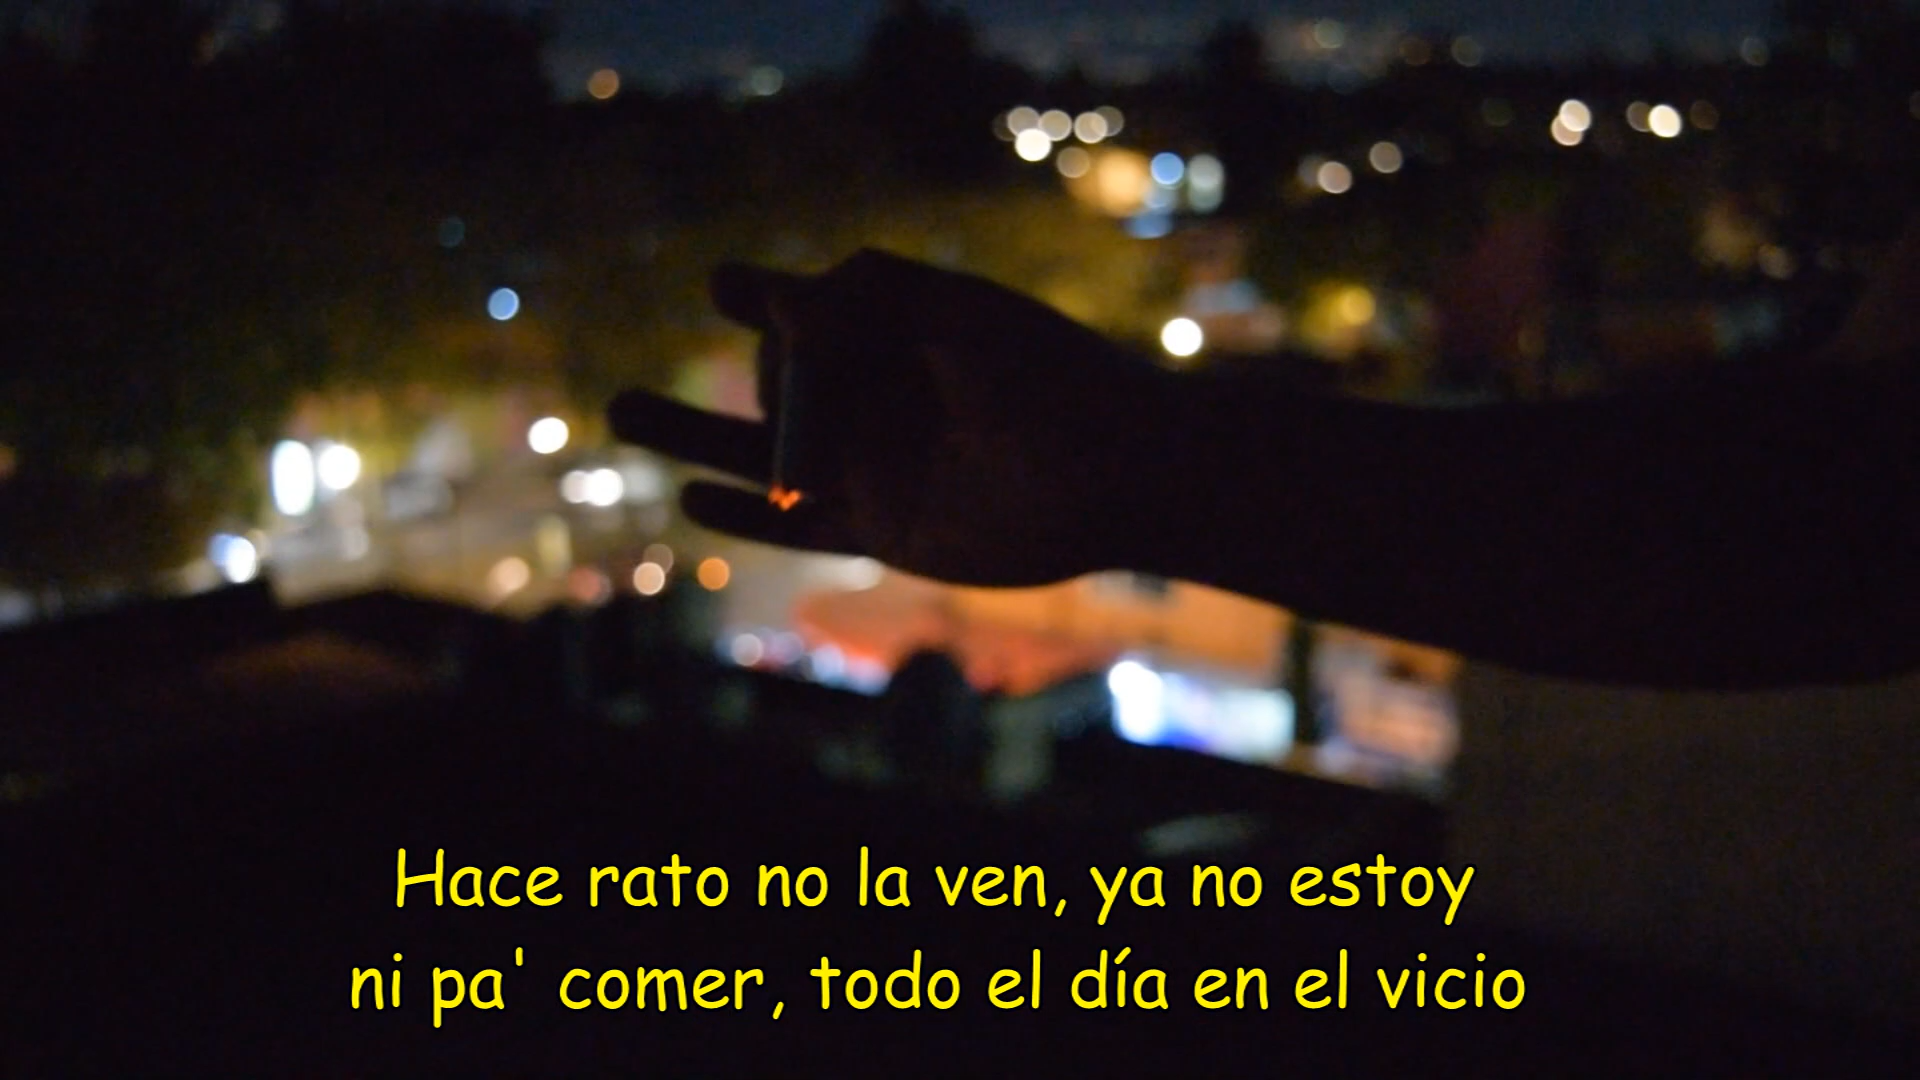 Hace rato no la ven, ya no estoy
ni pa' comer, todo el día en el vicio